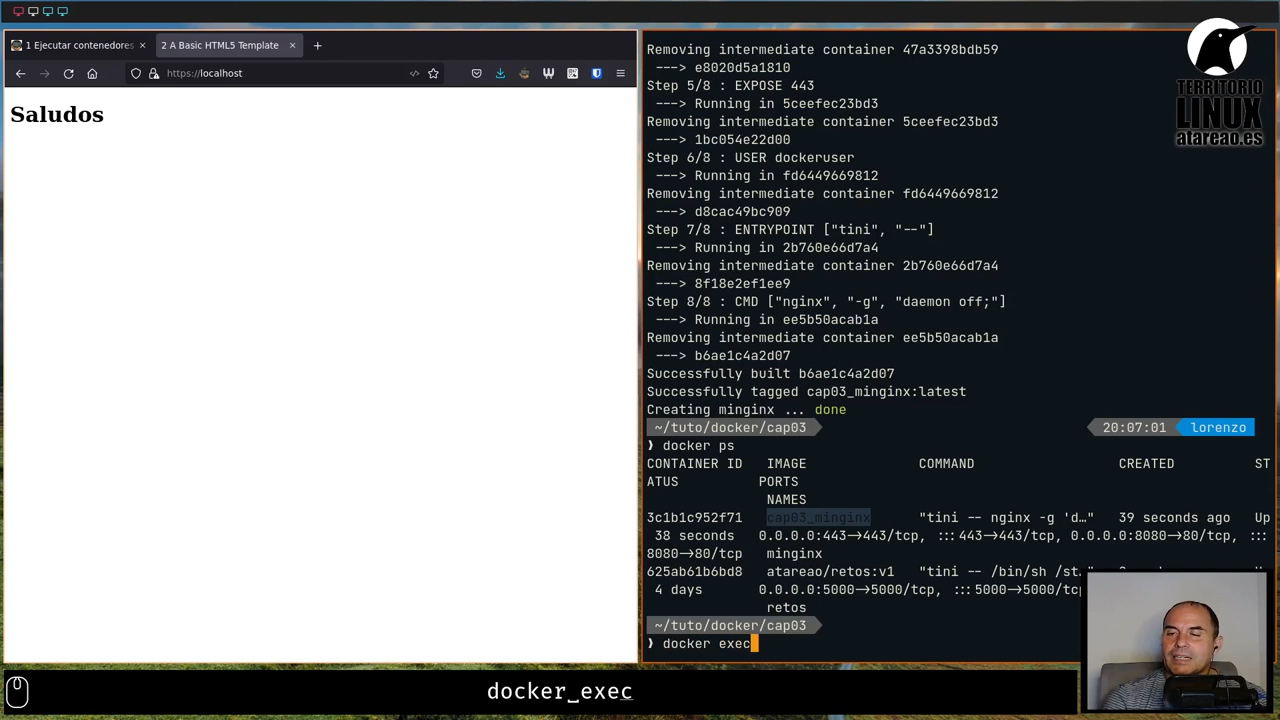 1 Ejecutar contenedores
2 A Basic HTML5 Template
https://localhost
Saludos
Removing intermediate container 47a3398bdb59
---> e8020d5a1810
Step 5/8 : EXPOSE 443
---> Running in 5ceefec23bd3
Removing intermediate container 5ceefec23bd3
---> 1bc054e22d00
Step 6/8 : USER dockeruser
---> Running in fd6449669812
Removing intermediate container fd6449669812
---> d8cac49bc909
Step 7/8 : ENTRYPOINT ["tini", "--"]
---> Running in 2b760e66d7a4
Removing intermediate container 2b760e66d7a4
---> 8f18e2ef1ee9
Step 8/8 : CMD ["nginx", "-g", "daemon off;"]
---> Running in ee5b50acab1a
Removing intermediate container ee5b50acab1a
---> b6ae1c4a2d07
Successfully built b6ae1c4a2d07
Successfully tagged cap03_minginx:latest
Creating minginx ... done
~/tuto/docker/cap03 20:07:01 lorenzo
❯ docker ps
CONTAINER ID IMAGE COMMAND CREATED ST
ATUS PORTS
NAMES
3c1b1c952f71 cap03_minginx "tini -- nginx -g 'd…" 39 seconds ago Up
38 seconds 0.0.0.0:443->443/tcp, :::443->443/tcp, 0.0.0.0:8080->80/tcp, :::
8080->80/tcp minginx
625ab61b6bd8 atareao/retos:v1 "tini -- /bin/sh /st…"
4 days 0.0.0.0:5000->5000/tcp, :::5000->5000/tcp
retos
~/tuto/docker/cap03
❯ docker exec
TERRITORIO
LINUX
atareao.es
docker␣exec